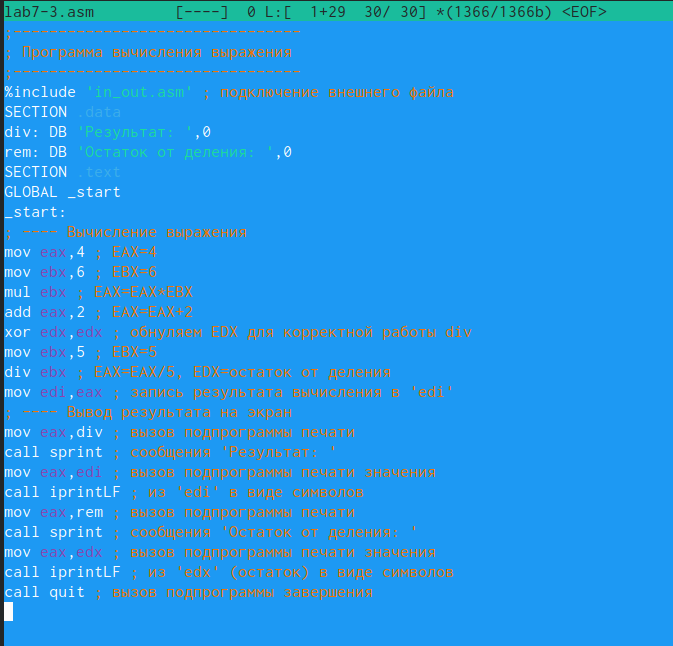 lab7-3.asm [----] 0 L:[ 1+29 30/ 30] *(1366/1366b) <EOF>
;--------------------------------
; Программа вычисления выражения
;--------------------------------
%include 'in_out.asm' ; подключение внешнего файла
SECTION .data
div: DB 'Результат: ',0
rem: DB 'Остаток от деления: ',0
SECTION .text
GLOBAL _start
_start:
; ---- Вычисление выражения
mov eax,4 ; EAX=4
mov ebx,6 ; EBX=6
mul ebx ; EAX=EAX*EBX
add eax,2 ; EAX=EAX+2
xor edx,edx ; обнуляем EDX для корректной работы div
mov ebx,5 ; EBX=5
div ebx ; EAX=EAX/5, EDX=остаток от деления
mov edi,eax ; запись результата вычисления в 'edi'
; ---- Вывод результата на экран
mov eax,div ; вызов подпрограммы печати
call sprint ; сообщения 'Результат: '
mov eax,edi ; вызов подпрограммы печати значения
call iprintLF ; из 'edi' в виде символов
mov eax,rem ; вызов подпрограммы печати
call sprint ; сообщения 'Остаток от деления: '
mov eax,edx ; вызов подпрограммы печати значения
call iprintLF ; из 'edx' (остаток) в виде символов
call quit ; вызов подпрограммы завершения